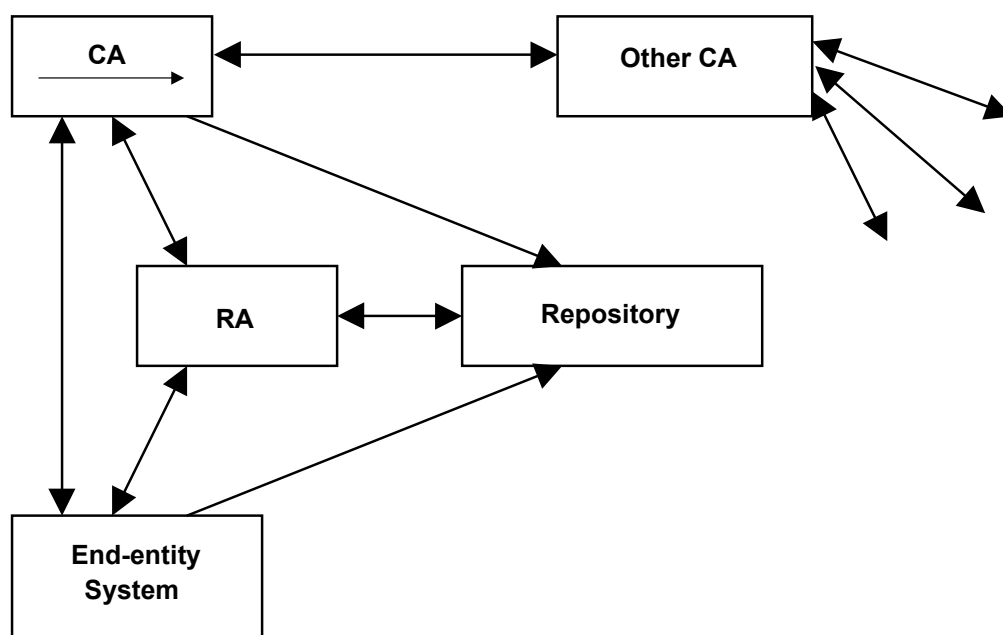 CA
Other CA
RA
Repository
End-entity
System